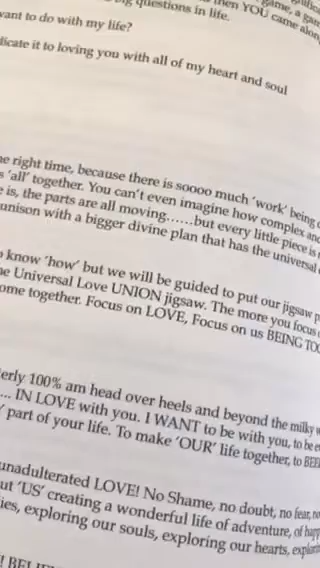 big questions in life.
game, a
then YOU came along
want to do with my life?
dicate it to loving you with all of my heart and soul
he right time, because there is soooo much 'work' being
s 'all' together. You can't even imagine how complex and
e is, the parts are all moving......but every little piece is
unison with a bigger divine plan that has the universal
o know 'how' but we will be guided to put our jigsaw
he Universal Love UNION jigsaw. The more you focus
ome together. Focus on LOVE, Focus on us BEING TO
erly 100% am head over heels and beyond the milky
... IN LOVE with you. I WANT to be with you, to be
' part of your life. To make 'OUR' life together, to BE
unadulterated LOVE! No Shame, no doubt, no fear,
ut 'US' creating a wonderful life of adventure, of
ies, exploring our souls, exploring our hearts,